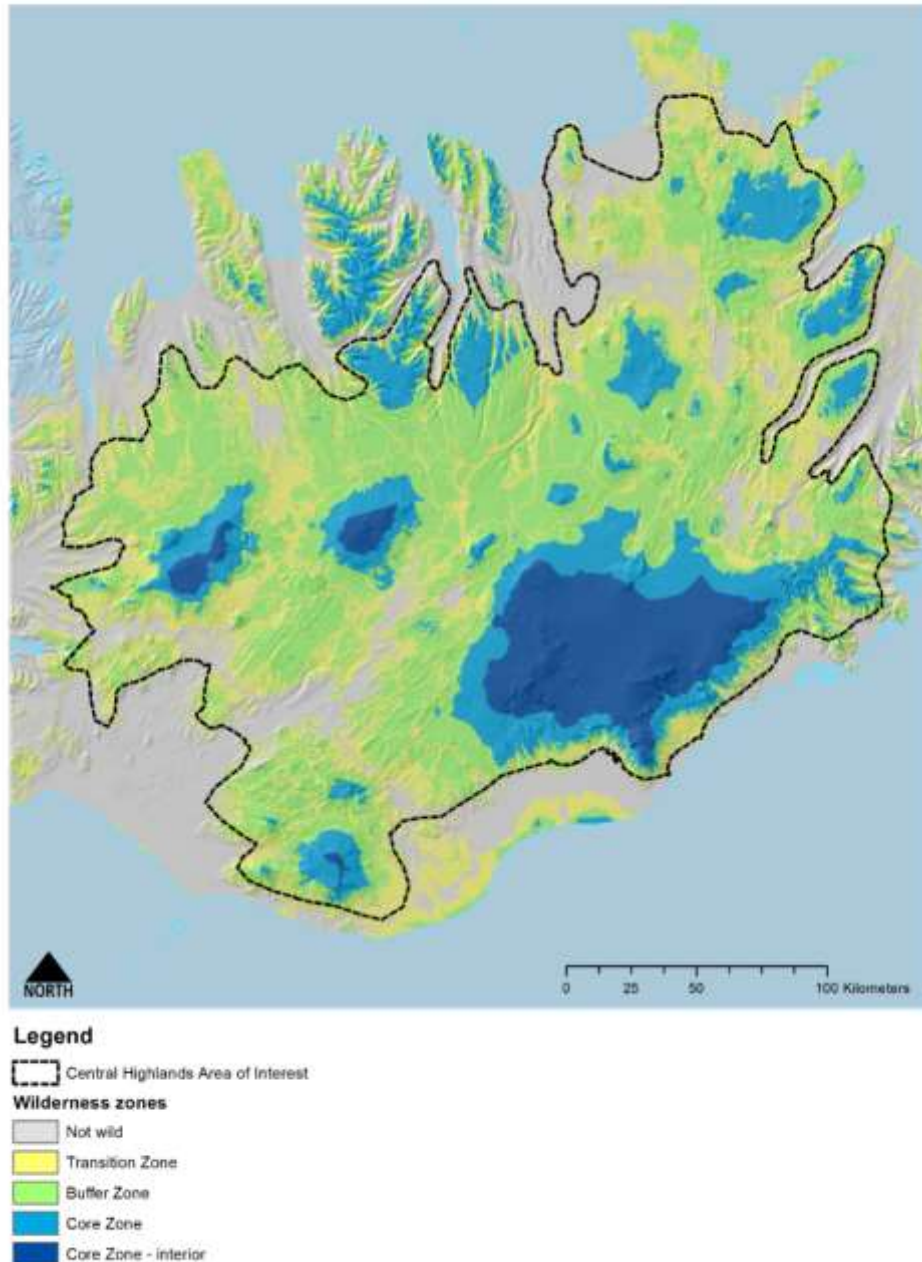 NORTH
0 25 50 100 Kilometers
Legend
Central Highlands Area of Interest
Wilderness zones
Not wild
Transition Zone
Buffer Zone
Core Zone
Core Zone - interior